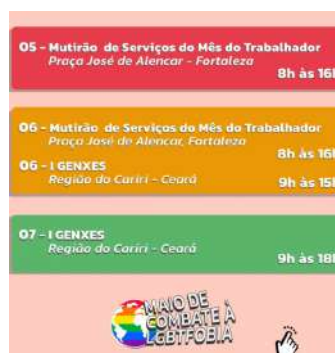 05 - Mutirão de Serviços do Mês do Trabalhador
Praça José de Alencar - Fortaleza
8h às 16h
06 - Mutirão de Serviços do Mês do Trabalhador
Praça José de Alencar, Fortaleza
8h às 16h
06 - I GENXES
Região do Cariri - Ceará
9h às 15h
07 - I GENXES
Região do Cariri - Ceará
9h às 18h
MAIO DE
COMBATE À
LGBTFOBIA